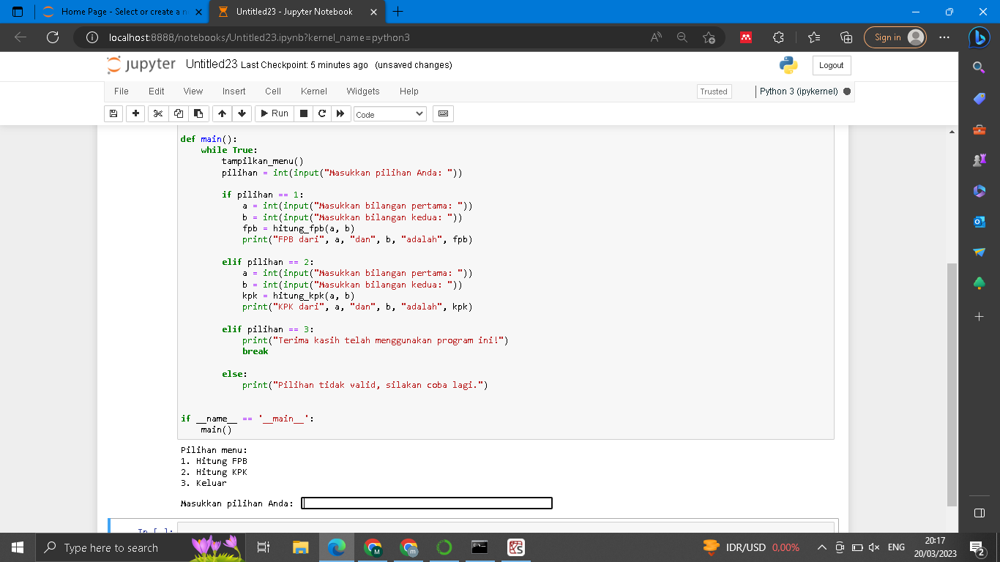 Home Page - Select or create a n
Untitled23 - Jupyter Notebook
localhost:8888/notebooks/Untitled23.ipynb?kernel_name=python3
Sign in
jupyter Untitled23 Last Checkpoint: 5 minutes ago (unsaved changes)
Logout
File Edit View Insert Cell Kernel Widgets Help
Trusted
Python 3 (ipykernel)
Run
Code
def main():
    while True:
        tampilkan_menu()
        pilihan = int(input("Masukkan pilihan Anda: "))
        if pilihan == 1:
            a = int(input("Masukkan bilangan pertama: "))
            b = int(input("Masukkan bilangan kedua: "))
            fpb = hitung_fpb(a, b)
            print("FPB dari", a, "dan", b, "adalah", fpb)
        elif pilihan == 2:
            a = int(input("Masukkan bilangan pertama: "))
            b = int(input("Masukkan bilangan kedua: "))
            kpk = hitung_kpk(a, b)
            print("KPK dari", a, "dan", b, "adalah", kpk)
        elif pilihan == 3:
            print("Terima kasih telah menggunakan program ini!")
            break
        else:
            print("Pilihan tidak valid, silakan coba lagi.")
if __name__ == '__main__':
    main()
Pilihan menu:
1. Hitung FPB
2. Hitung KPK
3. Keluar
Masukkan pilihan Anda:
In [ ]:
Type here to search
IDR/USD 0,00%
ENG
20:17
20/03/2023
2